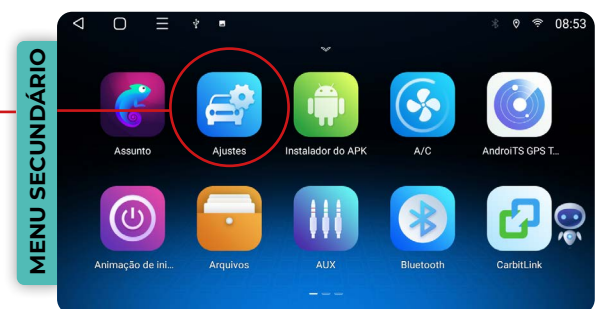 MENU SECUNDÁRIO
08:53
Assunto
Ajustes
Instalador do APK
A/C
AndroiTS GPS T...
Animação de ini...
Arquivos
AUX
Bluetooth
CarbitLink